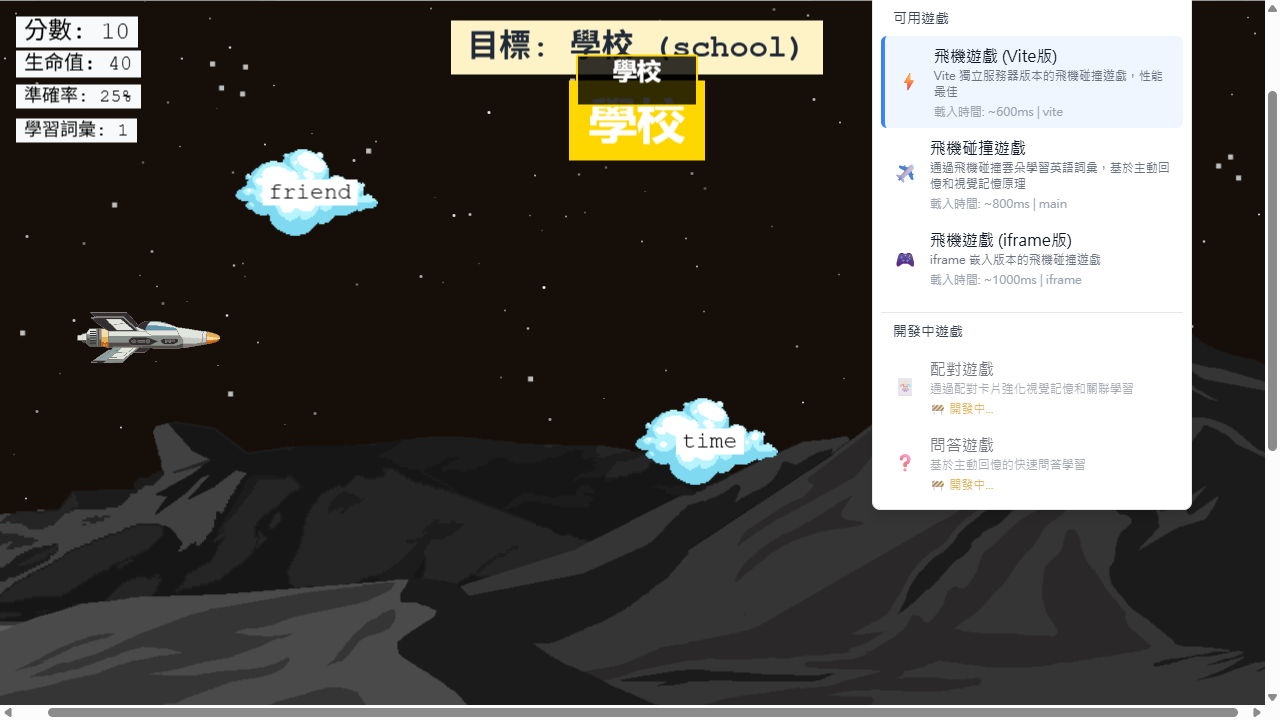 分數: 10
生命值: 40
準確率: 25%
學習詞彙: 1
目標: 學校 (school)
學校
學校
friend
time
可用遊戲
飛機遊戲 (Vite版)
Vite 獨立服務器版本的飛機碰撞遊戲，性能
最佳
載入時間: ~600ms | vite
飛機碰撞遊戲
通過飛機碰撞雲朵學習英語詞彙，基於主動回
憶和視覺記憶原理
載入時間: ~800ms | main
飛機遊戲 (iframe版)
iframe 嵌入版本的飛機碰撞遊戲
載入時間: ~1000ms | iframe
開發中遊戲
配對遊戲
通過配對卡片強化視覺記憶和關聯學習
開發中...
問答遊戲
基於主動回憶的快速問答學習
開發中...